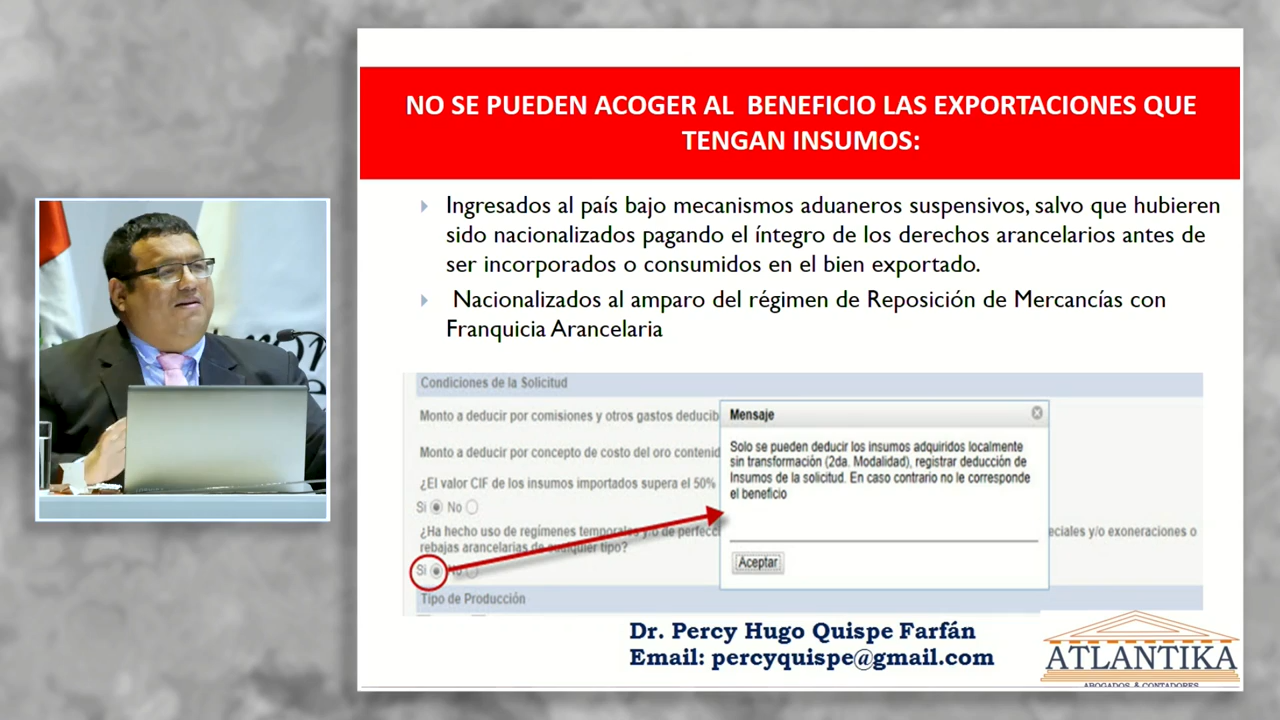 NO SE PUEDEN ACOGER AL BENEFICIO LAS EXPORTACIONES QUE
TENGAN INSUMOS:
Ingresados al país bajo mecanismos aduaneros suspensivos, salvo que hubieren
sido nacionalizados pagando el íntegro de los derechos arancelarios antes de
ser incorporados o consumidos en el bien exportado.
Nacionalizados al amparo del régimen de Reposición de Mercancías con
Franquicia Arancelaria
Condiciones de la Solicitud
Monto a deducir por comisiones y otros gastos deducib
Monto a deducir por concepto de costo del oro contenid
¿El valor CIF de los insumos importados supera el 50%
Si No
¿Ha hecho uso de regímenes temporales y/o de perfecci
eciales y/o exoneraciones o
rebajas arancelarias de cualquier tipo?
Si No
Tipo de Producción
Mensaje
Solo se pueden deducir los insumos adquiridos localmente
sin transformación (2da. Modalidad), registrar deducción de
Insumos de la solicitud. En caso contrario no le corresponde
el beneficio
Aceptar
Dr. Percy Hugo Quispe Farfán
Email: percyquispe@gmail.com
ATLANTIKA
ABOGADOS & CONTADORES